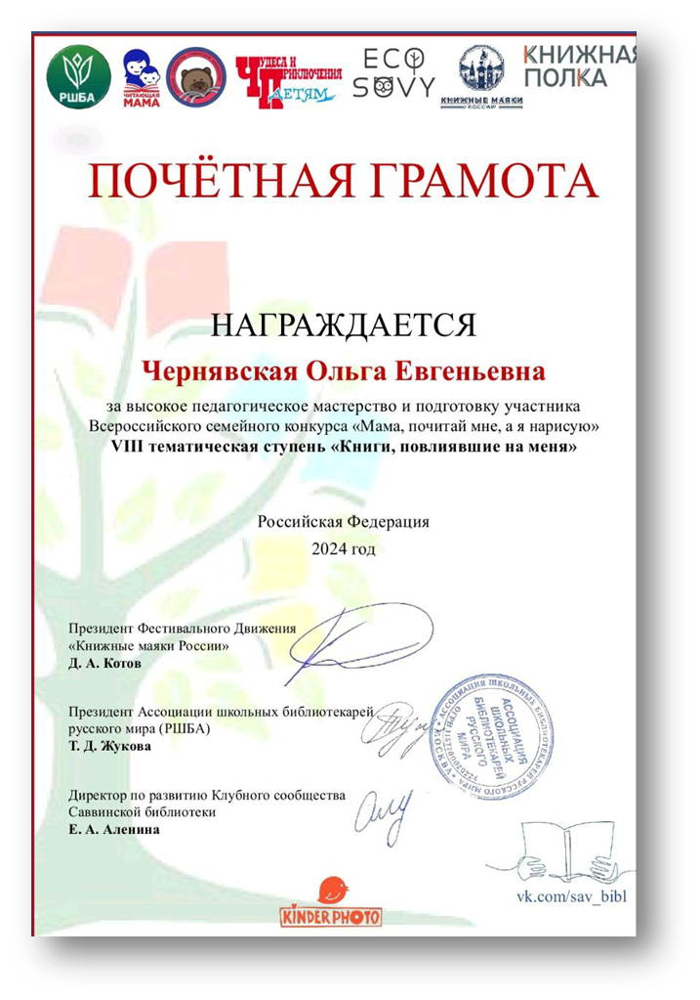 РШБА
ЧИТАЮЩАЯ
МАМА
ЧУДЕСА И
ПРИКЛЮЧЕНИЯ
ДЕТЯМ
ECO
SOVY
КНИЖНЫЕ МАЯКИ
РОССИИ
КНИЖНАЯ
ПОЛКА
ПОЧЁТНАЯ ГРАМОТА
НАГРАЖДАЕТСЯ
Чернявская Ольга Евгеньевна
за высокое педагогическое мастерство и подготовку участника
Всероссийского семейного конкурса «Мама, почитай мне, а я нарисую»
VIII тематическая ступень «Книги, повлиявшие на меня»
Российская Федерация
2024 год
Президент Фестивального Движения
«Книжные маяки России»
Д. А. Котов
Президент Ассоциации школьных библиотекарей
русского мира (РШБА)
Т. Д. Жукова
АССОЦИАЦИЯ
ШКОЛЬНЫХ
БИБЛИОТЕКАРЕЙ
РУССКОГО
МИРА
Директор по развитию Клубного сообщества
Саввинской библиотеки
Е. А. Аленина
vk.com/sav_bibl
KINDERPHOTO